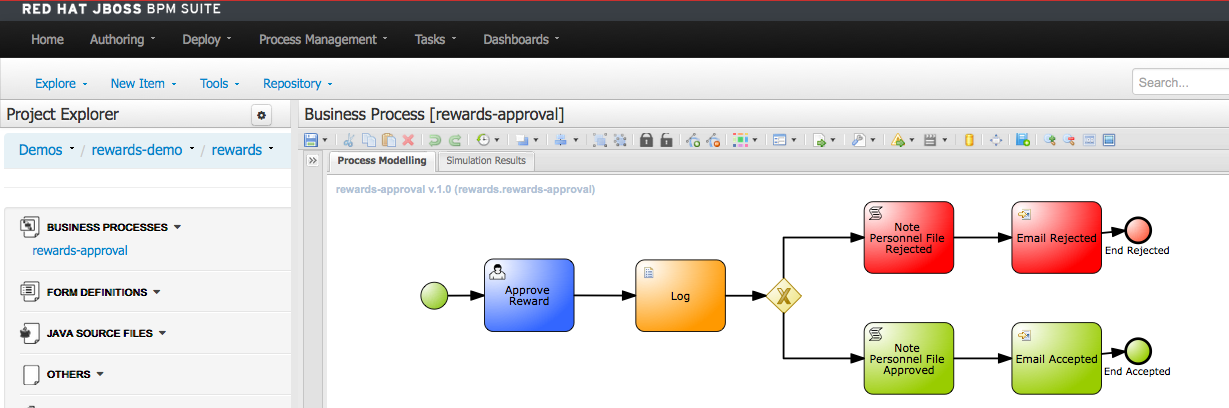 RED HAT JBOSS BPM SUITE
Home Authoring Deploy Process Management Tasks Dashboards
Explore New Item Tools Repository Search...
Project Explorer
Business Process [rewards-approval]
Demos / rewards-demo / rewards
Process Modelling Simulation Results
rewards-approval v.1.0 (rewards.rewards-approval)
BUSINESS PROCESSES
rewards-approval
FORM DEFINITIONS
JAVA SOURCE FILES
OTHERS
Approve
Reward
Log
X
Note
Personnel File
Rejected
Email Rejected
End Rejected
Note
Personnel File
Approved
Email Accepted
End Accepted